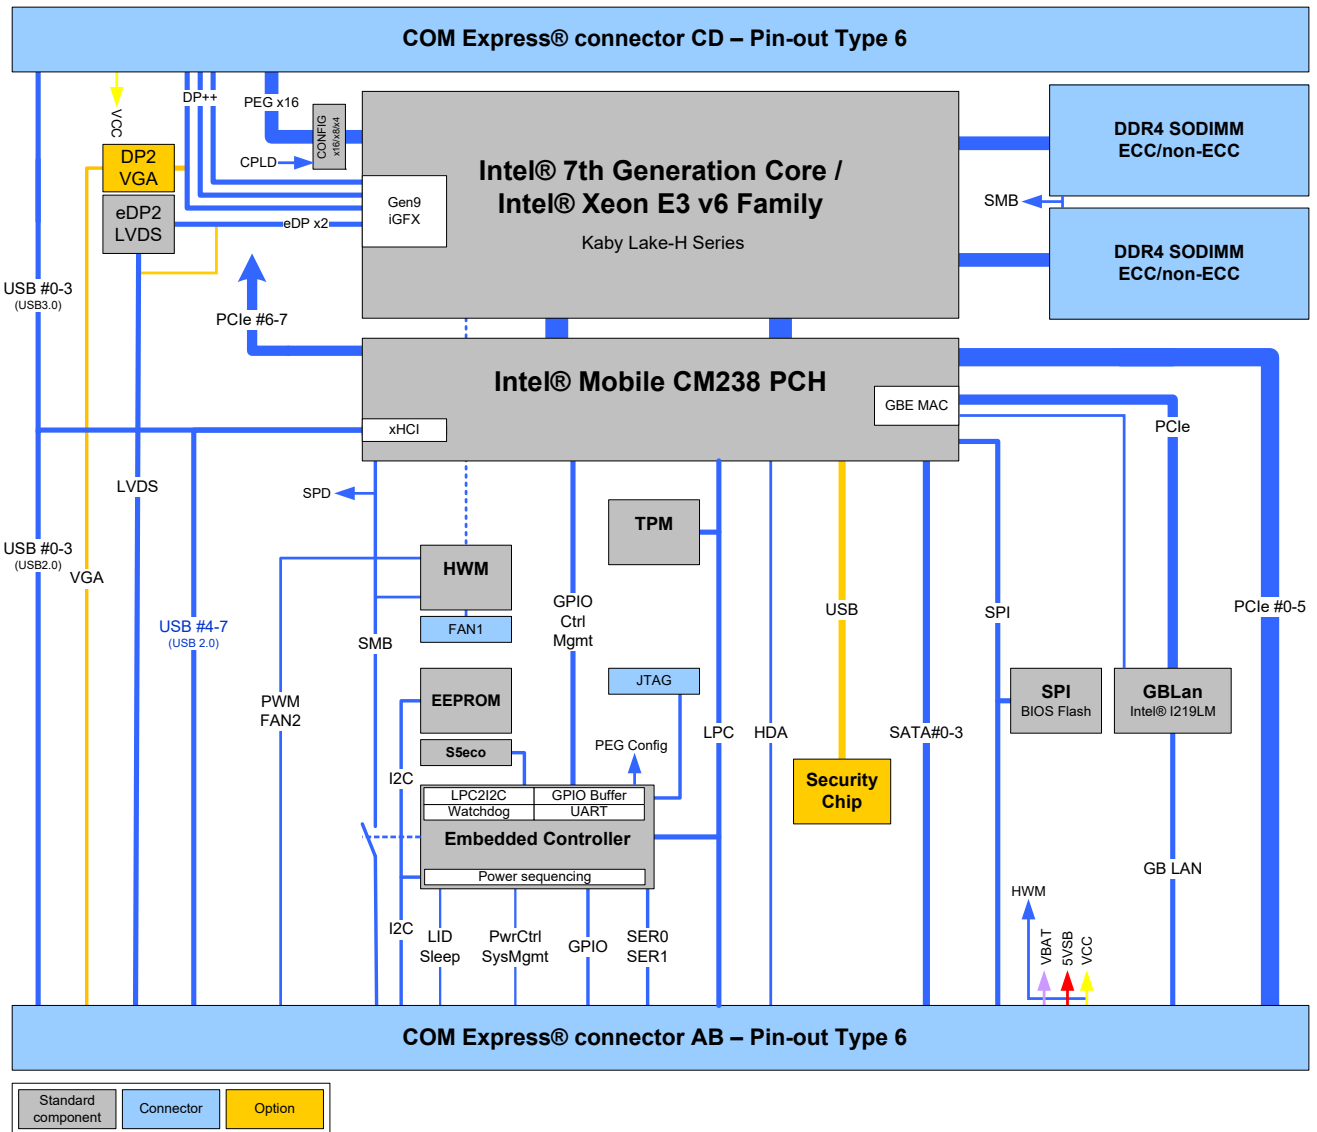 COM Express® connector CD – Pin-out Type 6
DP++
PEG x16
CONFIG
x16/x8/x4
CPLD
VCC
DP2
VGA
eDP2
LVDS
eDP x2
Gen9
iGFX
Intel® 7th Generation Core /
Intel® Xeon E3 v6 Family
Kaby Lake-H Series
DDR4 SODIMM
ECC/non-ECC
SMB
DDR4 SODIMM
ECC/non-ECC
USB #0-3
(USB3.0)
PCIe #6-7
Intel® Mobile CM238 PCH
GBE MAC
xHCI
PCIe
LVDS
SPD
TPM
USB #0-3
(USB2.0)
VGA
HWM
FAN1
USB #4-7
(USB 2.0)
SMB
GPIO
Ctrl
Mgmt
USB
SPI
PCIe #0-5
PWM
FAN2
EEPROM
JTAG
SPI
BIOS Flash
GBLan
Intel® I219LM
S5eco
PEG Config
LPC
HDA
SATA#0-3
I2C
Security
Chip
LPC2I2C
GPIO Buffer
Watchdog
UART
Embedded Controller
Power sequencing
GB LAN
I2C
LID
Sleep
PwrCtrl
SysMgmt
GPIO
SER0
SER1
HWM
VBAT
5VSB
VCC
COM Express® connector AB – Pin-out Type 6
Standard
component
Connector
Option